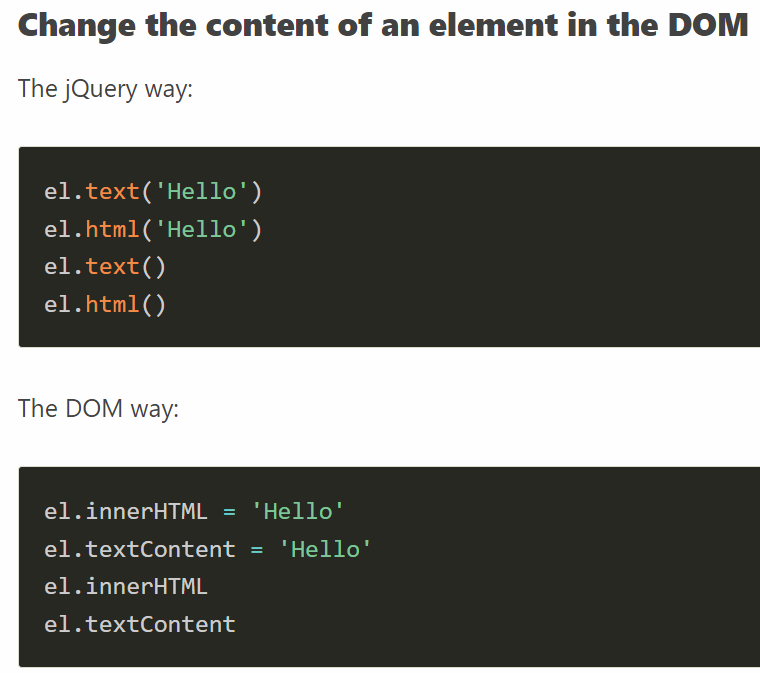 Change the content of an element in the DOM
The jQuery way:
el.text('Hello')
el.html('Hello')
el.text()
el.html()
The DOM way:
el.innerHTML = 'Hello'
el.textContent = 'Hello'
el.innerHTML
el.textContent